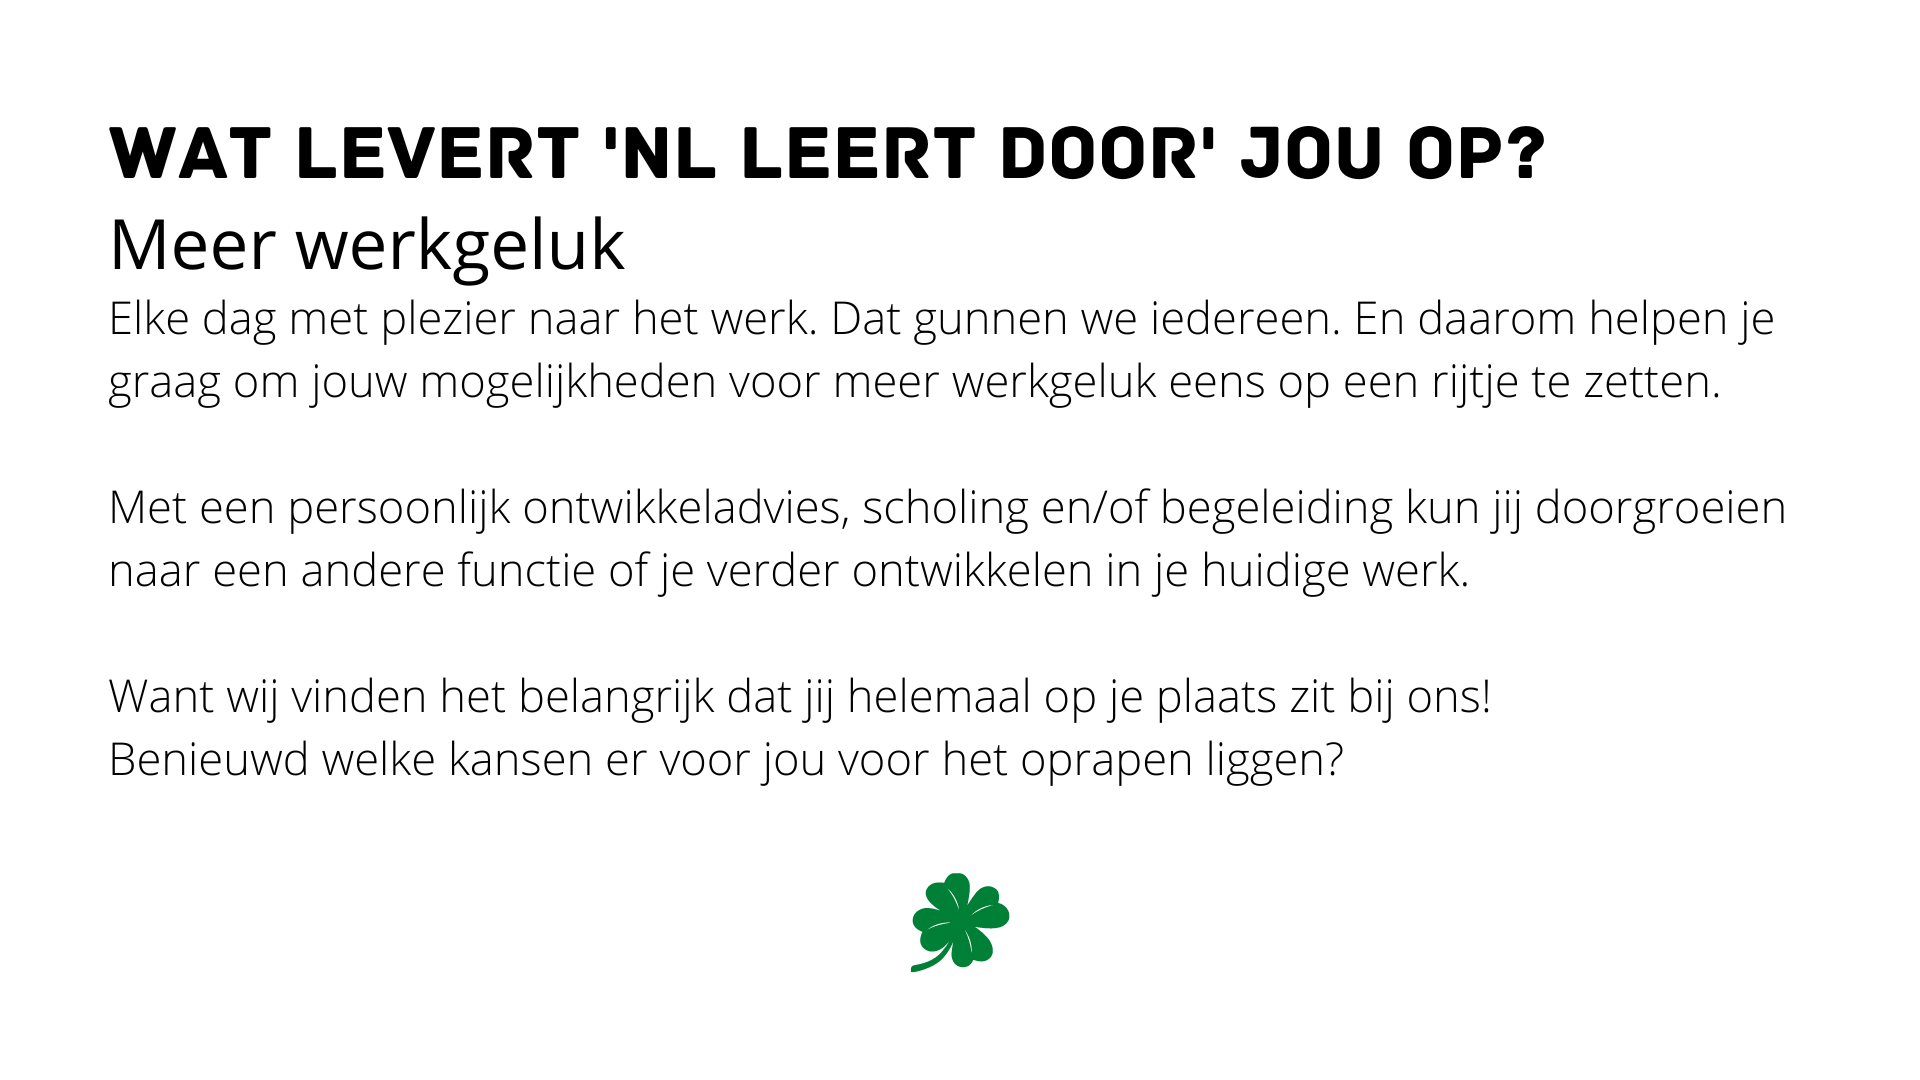 WAT LEVERT 'NL LEERT DOOR' JOU OP?
Meer werkgeluk
Elke dag met plezier naar het werk. Dat gunnen we iedereen. En daarom helpen je
graag om jouw mogelijkheden voor meer werkgeluk eens op een rijtje te zetten.
Met een persoonlijk ontwikkeladvies, scholing en/of begeleiding kun jij doorgroeien
naar een andere functie of je verder ontwikkelen in je huidige werk.
Want wij vinden het belangrijk dat jij helemaal op je plaats zit bij ons!
Benieuwd welke kansen er voor jou voor het oprapen liggen?